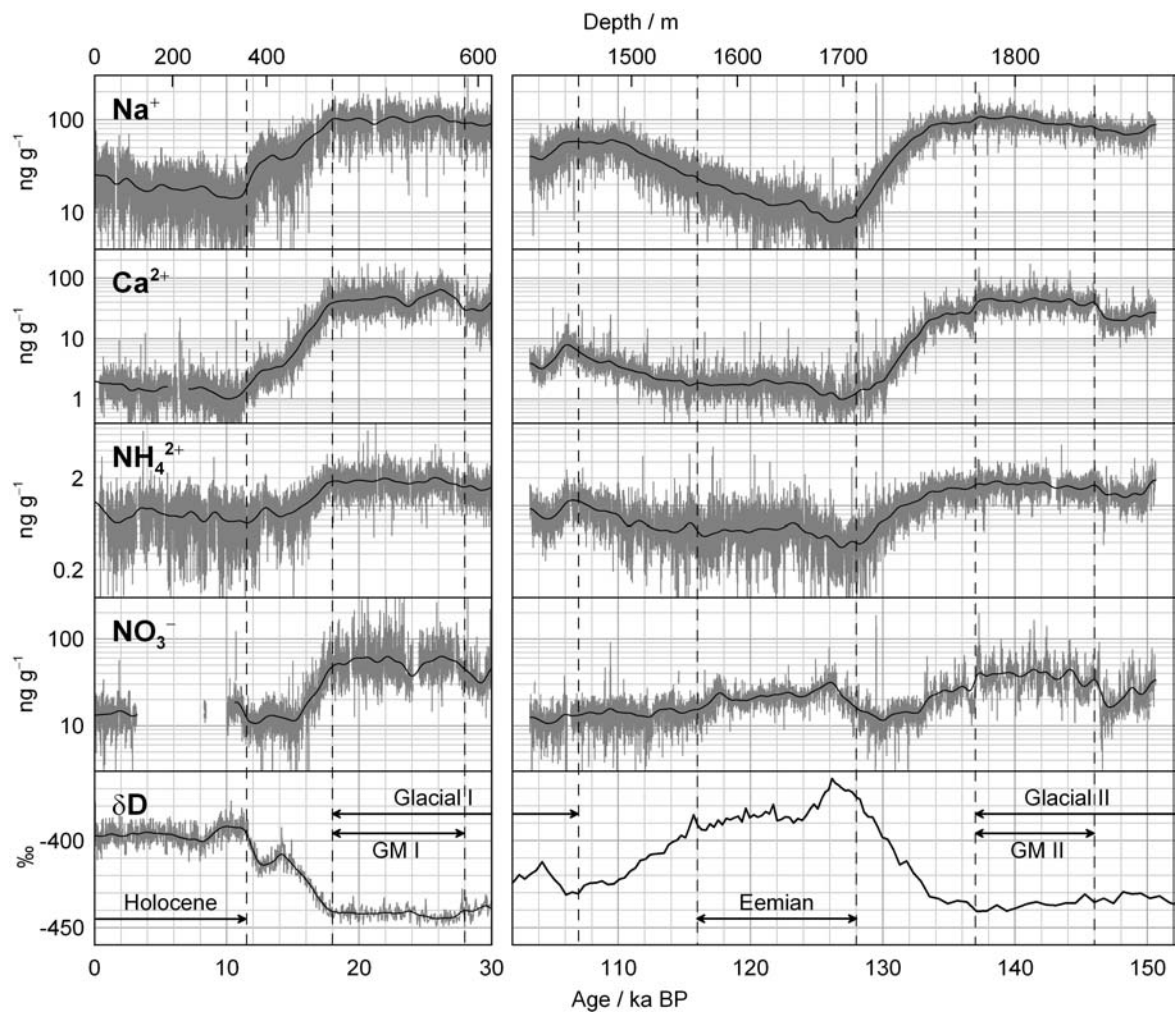 Depth / m
0 200 400 600 1500 1600 1700 1800
Na⁺
100
10
ng g⁻¹
Ca²⁺
100
10
1
ng g⁻¹
NH₄²⁺
2
0.2
ng g⁻¹
NO₃⁻
100
10
ng g⁻¹
δD
-400
-450
‰
Glacial I
GM I
Holocene
Eemian
Glacial II
GM II
0 10 20 30 110 120 130 140 150
Age / ka BP